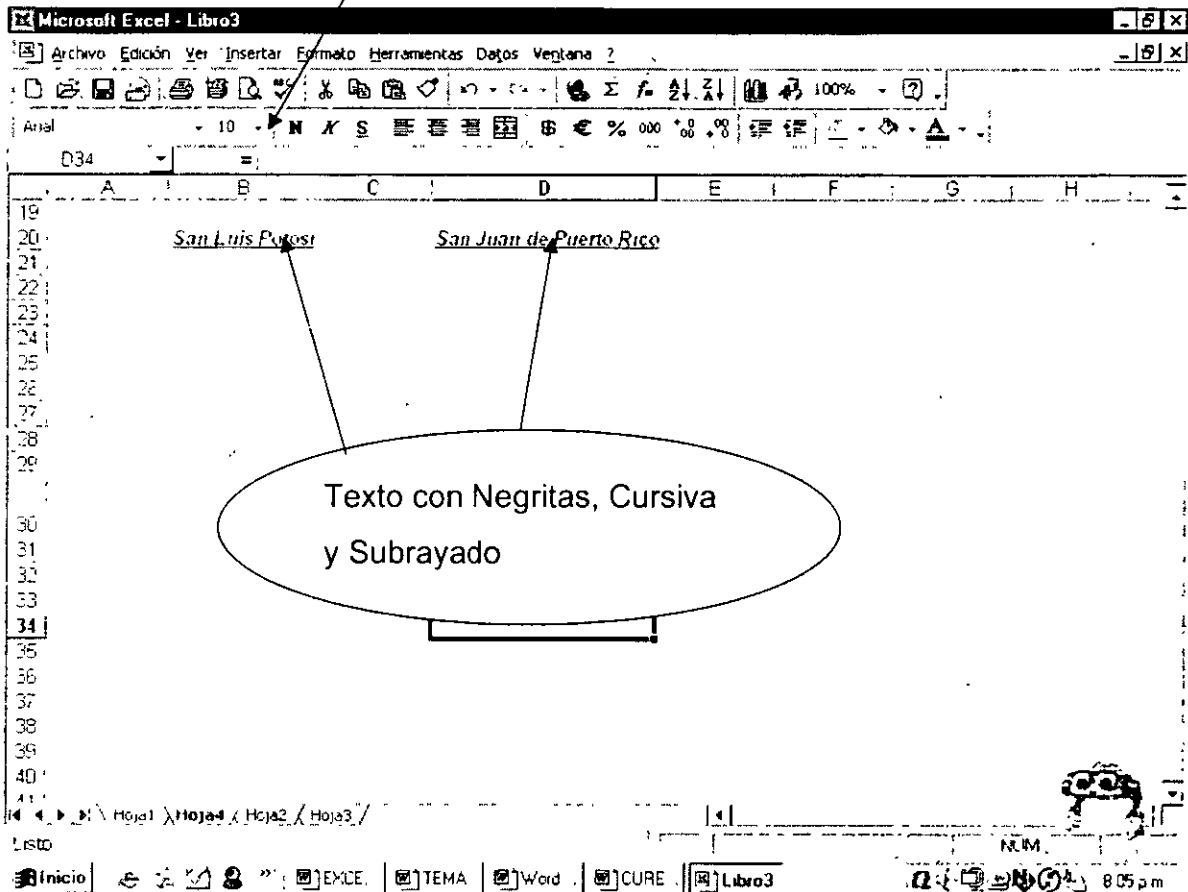 Microsoft Excel - Libro3
Archivo Edición Ver Insertar Formato Herramientas Datos Ventana ?
100%
Arial 10 N K S $ € % 000
D34 =
A B C D E F G H
19
20 San Luis Potosi San Juan de Puerto Rico
21
22
23
24
25
26
27
28
29
Texto con Negritas, Cursiva
30
31 y Subrayado
32
33
34
35
36
37
38
39
40
41
Hoja1 Hoja4 Hoja2 Hoja3
Listo NUM
Inicio EXCE. TEMA Word CURE Libro3 8:05 p.m